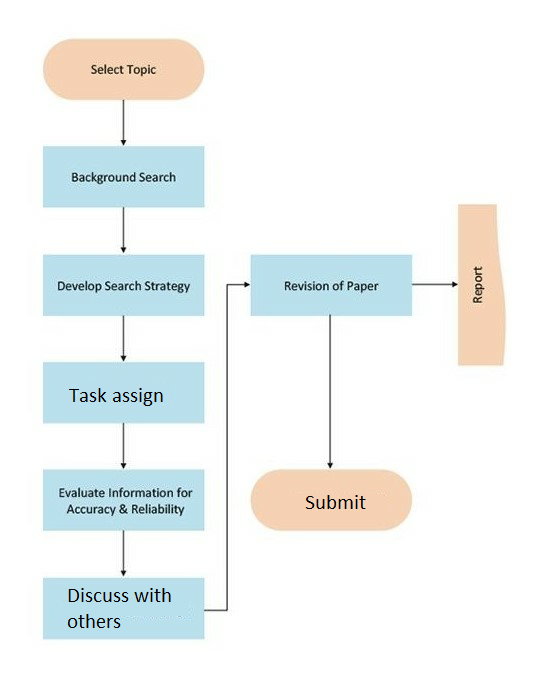 Select Topic
Background Search
Develop Search Strategy
Task assign
Evaluate Information for
Accuracy & Reliability
Discuss with
others
Revision of Paper
Report
Submit